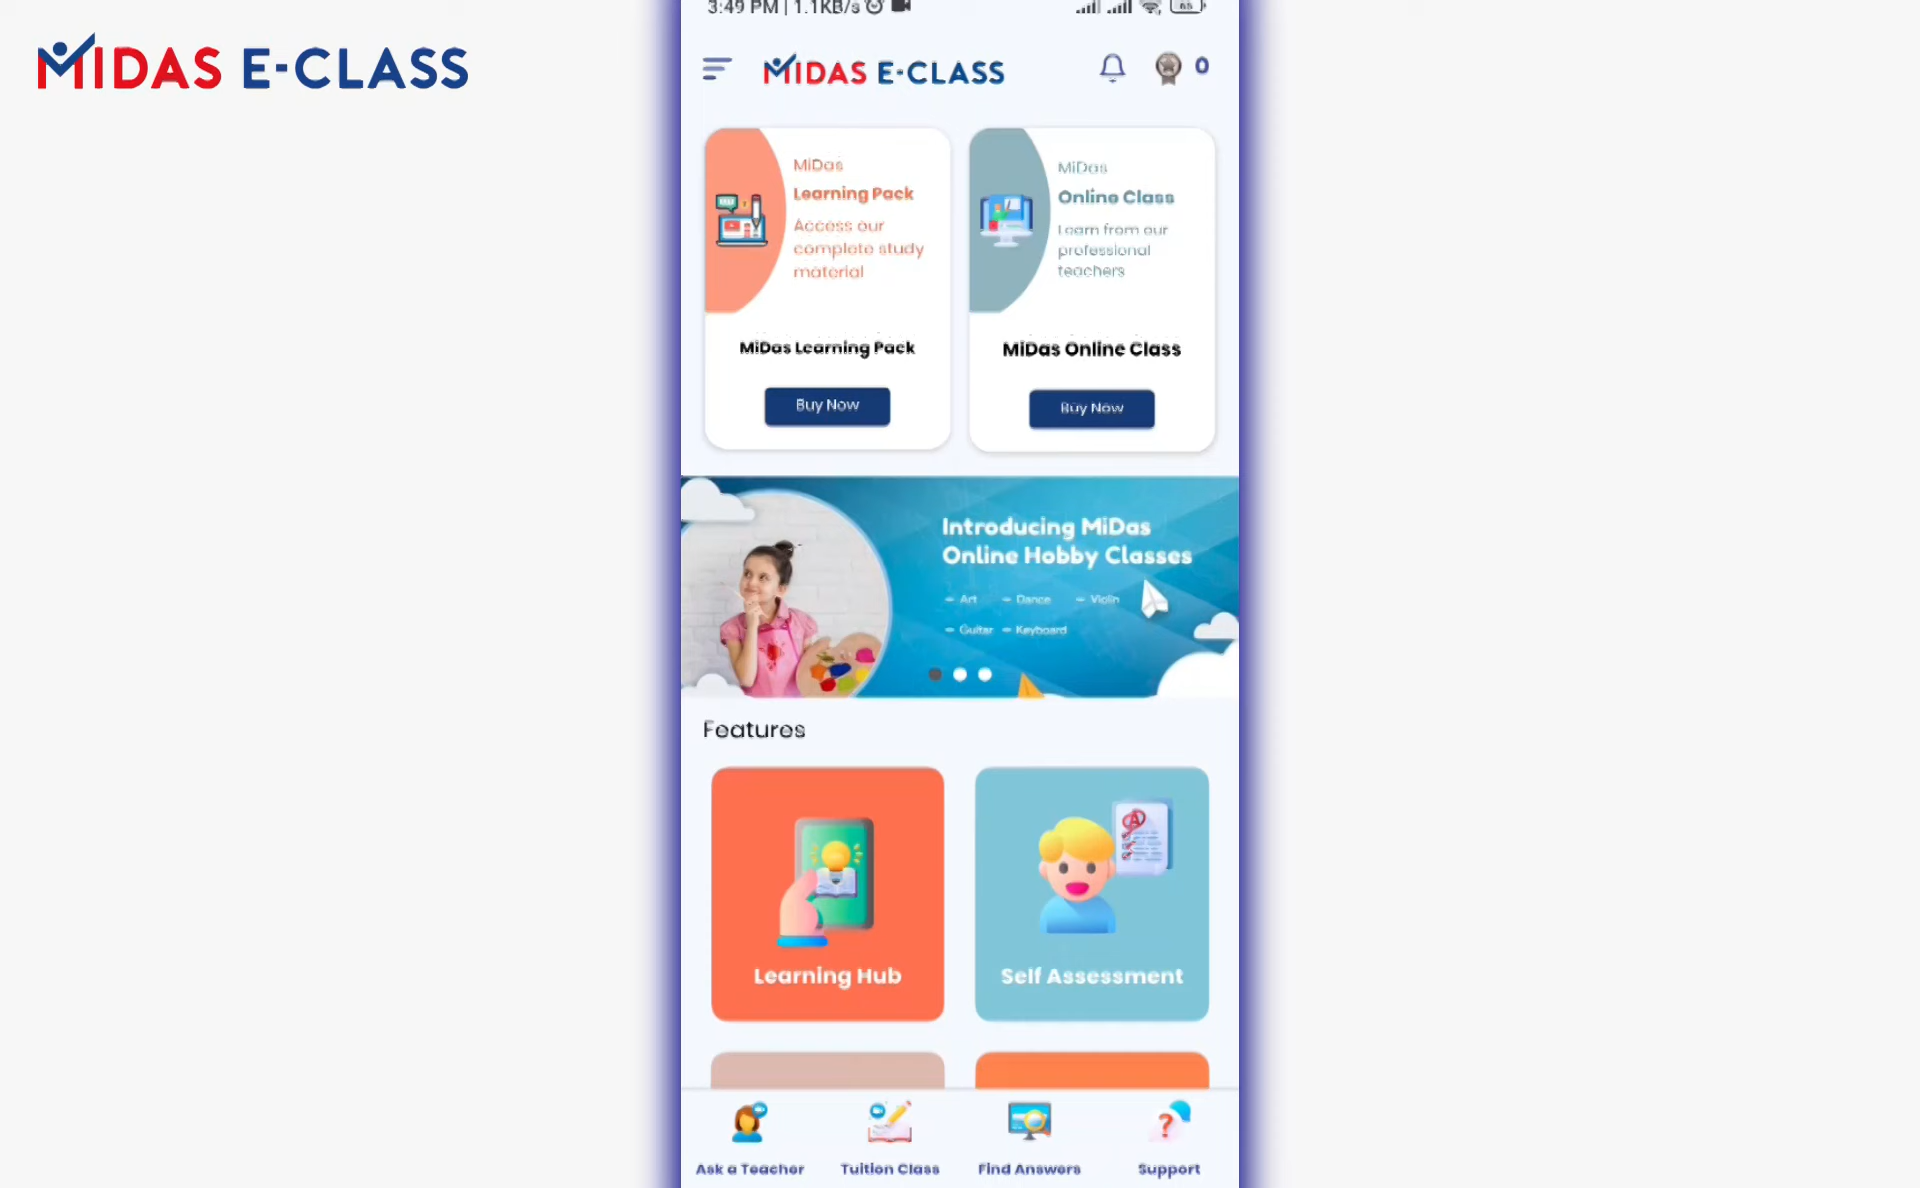 MIDAS E-CLASS
3:49 PM | 1.1KB/s
65
MIDAS E-CLASS
0
MiDas
Learning Pack
Access our
complete study
material
MiDas Learning Pack
Buy Now
MiDas
Online Class
Learn from our
professional
teachers
MiDas Online Class
Buy Now
Introducing MiDas
Online Hobby Classes
- Art - Dance - Violin
- Guitar - Keyboard
Features
A
Learning Hub
Self Assessment
Ask a Teacher
Tuition Class
Find Answers
Support